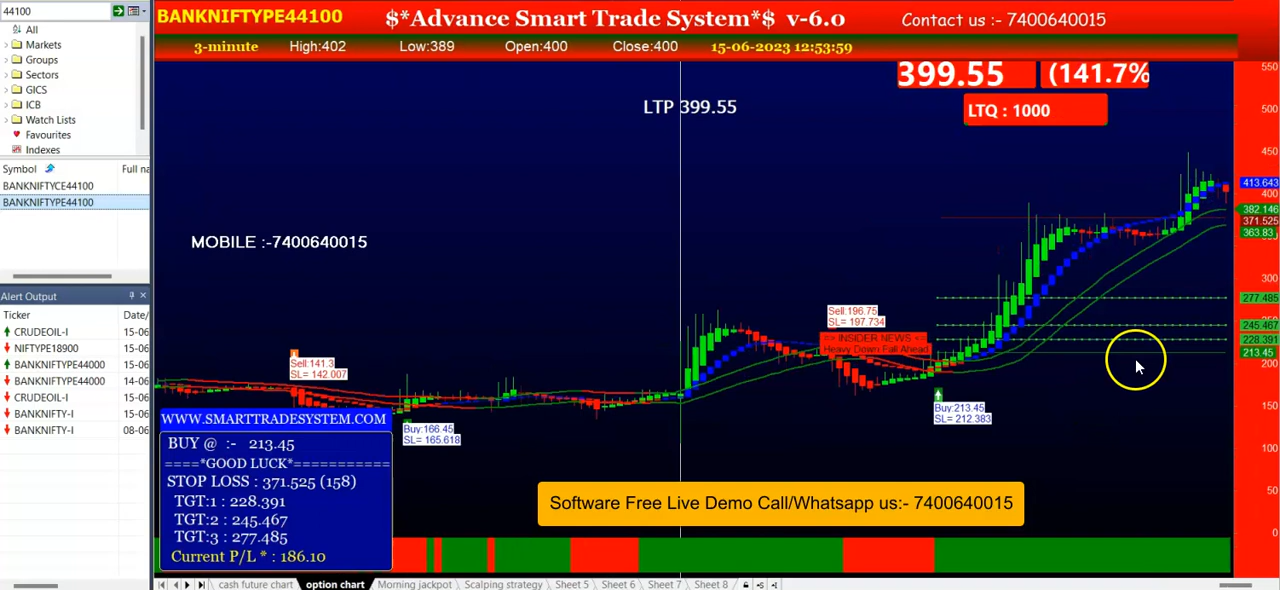 44100
BANKNIFTYPE44100
$*Advance Smart Trade System*$ v-6.0
Contact us :- 7400640015
3-minute High:402 Low:389 Open:400 Close:400 15-06-2023 12:53:59
All
Markets
Groups
Sectors
GICS
ICB
Watch Lists
Favourites
Indexes
Symbol Full na
BANKNIFTYCE44100
BANKNIFTYPE44100
Alert Output
Ticker Date/
CRUDEOIL-I 15-06
NIFTYPE18900 15-06
BANKNIFTYPE44000 15-06
BANKNIFTYPE44000 14-06
CRUDEOIL-I 15-06
BANKNIFTY-I 15-06
BANKNIFTY-I 08-06
399.55 (141.7%
LTQ : 1000
LTP 399.55
MOBILE :-7400640015
Sell:141.3
SL= 142.007
Buy:166.45
SL= 165.618
Sell:196.75
SL= 197.734
=> INSIDER NEWS <=
Heavy Down Fall Ahead
Buy:213.45
SL= 212.383
WWW.SMARTTRADESYSTEM.COM
BUY @ :- 213.45
====*GOOD LUCK*===========
STOP LOSS : 371.525 (158)
TGT:1 : 228.391
TGT:2 : 245.467
TGT:3 : 277.485
Current P/L * : 186.10
Software Free Live Demo Call/Whatsapp us:- 7400640015
550
500
450
413.643
400
382.146
371.525
363.83
300
277.485
245.467
228.391
213.45
200
150
100
50
0
cash future chart option chart Morning jackpot Scalping strategy Sheet 5 Sheet 6 Sheet 7 Sheet 8